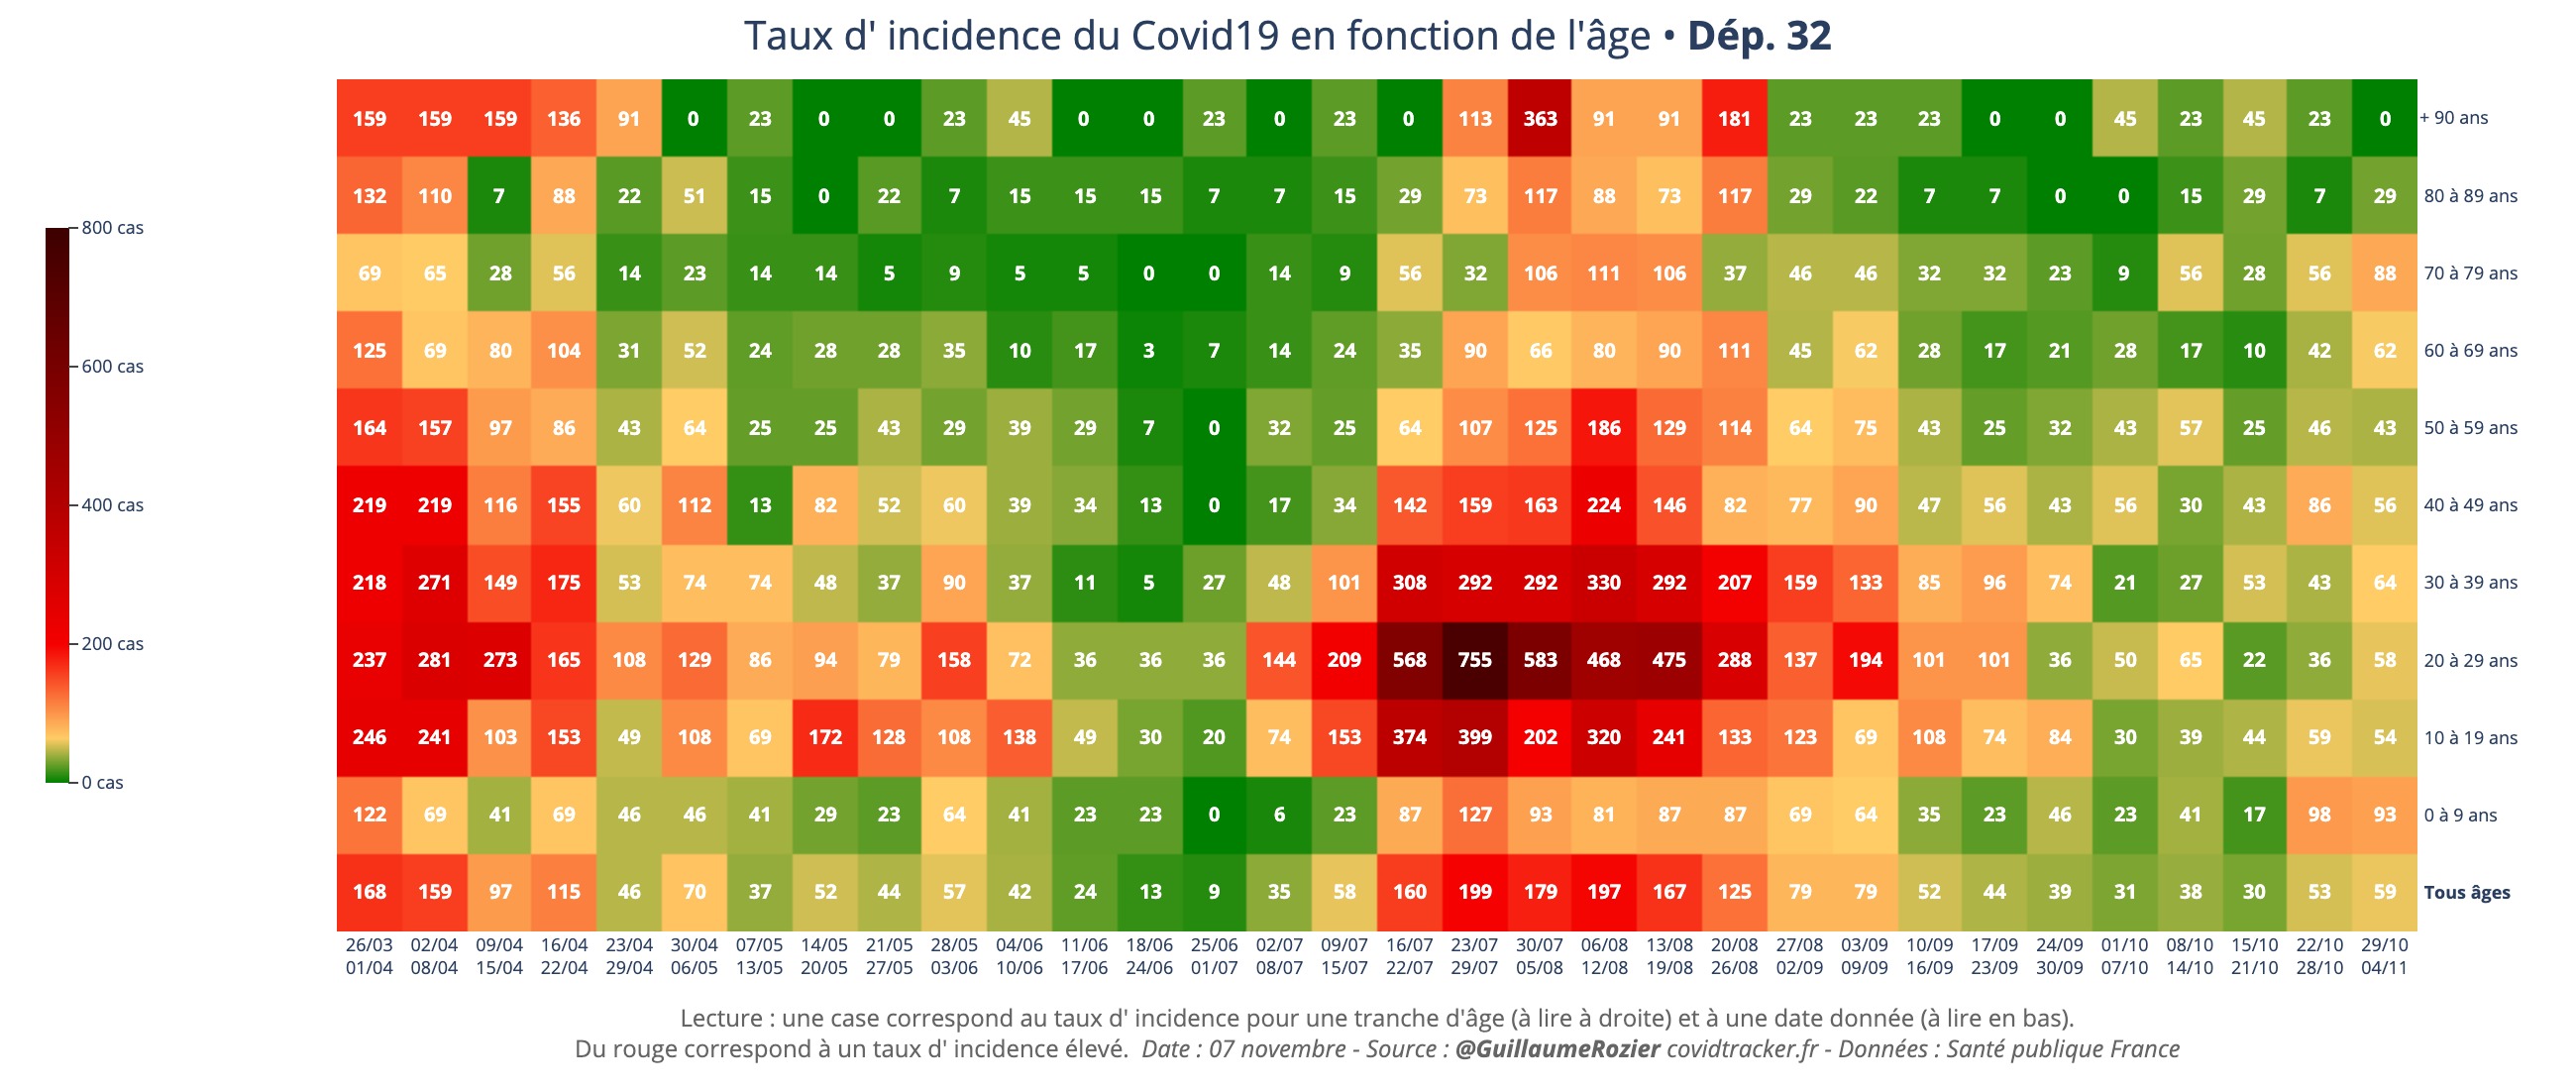 Taux d' incidence du Covid19 en fonction de l'âge • Dép. 32
800 cas
600 cas
400 cas
200 cas
0 cas
159 159 159 136 91 0 23 0 0 23 45 0 0 23 0 23 0 113 363 91 91 181 23 23 23 0 0 45 23 45 23 0 + 90 ans
132 110 7 88 22 51 15 0 22 7 15 15 15 7 7 15 29 73 117 88 73 117 29 22 7 7 0 0 15 29 7 29 80 à 89 ans
69 65 28 56 14 23 14 14 5 9 5 5 0 0 14 9 56 32 106 111 106 37 46 46 32 32 23 9 56 28 56 88 70 à 79 ans
125 69 80 104 31 52 24 28 28 35 10 17 3 7 14 24 35 90 66 80 90 111 45 62 28 17 21 28 17 10 42 62 60 à 69 ans
164 157 97 86 43 64 25 25 43 29 39 29 7 0 32 25 64 107 125 186 129 114 64 75 43 25 32 43 57 25 46 43 50 à 59 ans
219 219 116 155 60 112 13 82 52 60 39 34 13 0 17 34 142 159 163 224 146 82 77 90 47 56 43 56 30 43 86 56 40 à 49 ans
218 271 149 175 53 74 74 48 37 90 37 11 5 27 48 101 308 292 292 330 292 207 159 133 85 96 74 21 27 53 43 64 30 à 39 ans
237 281 273 165 108 129 86 94 79 158 72 36 36 36 144 209 568 755 583 468 475 288 137 194 101 101 36 50 65 22 36 58 20 à 29 ans
246 241 103 153 49 108 69 172 128 108 138 49 30 20 74 153 374 399 202 320 241 133 123 69 108 74 84 30 39 44 59 54 10 à 19 ans
122 69 41 69 46 46 41 29 23 64 41 23 23 0 6 23 87 127 93 81 87 87 69 64 35 23 46 23 41 17 98 93 0 à 9 ans
168 159 97 115 46 70 37 52 44 57 42 24 13 9 35 58 160 199 179 197 167 125 79 79 52 44 39 31 38 30 53 59 Tous âges
26/03 02/04 09/04 16/04 23/04 30/04 07/05 14/05 21/05 28/05 04/06 11/06 18/06 25/06 02/07 09/07 16/07 23/07 30/07 06/08 13/08 20/08 27/08 03/09 10/09 17/09 24/09 01/10 08/10 15/10 22/10 29/10
01/04 08/04 15/04 22/04 29/04 06/05 13/05 20/05 27/05 03/06 10/06 17/06 24/06 01/07 08/07 15/07 22/07 29/07 05/08 12/08 19/08 26/08 02/09 09/09 16/09 23/09 30/09 07/10 14/10 21/10 28/10 04/11
Lecture : une case correspond au taux d' incidence pour une tranche d'âge (à lire à droite) et à une date donnée (à lire en bas).
Du rouge correspond à un taux d' incidence élevé. Date : 07 novembre - Source : @GuillaumeRozier covidtracker.fr - Données : Santé publique France